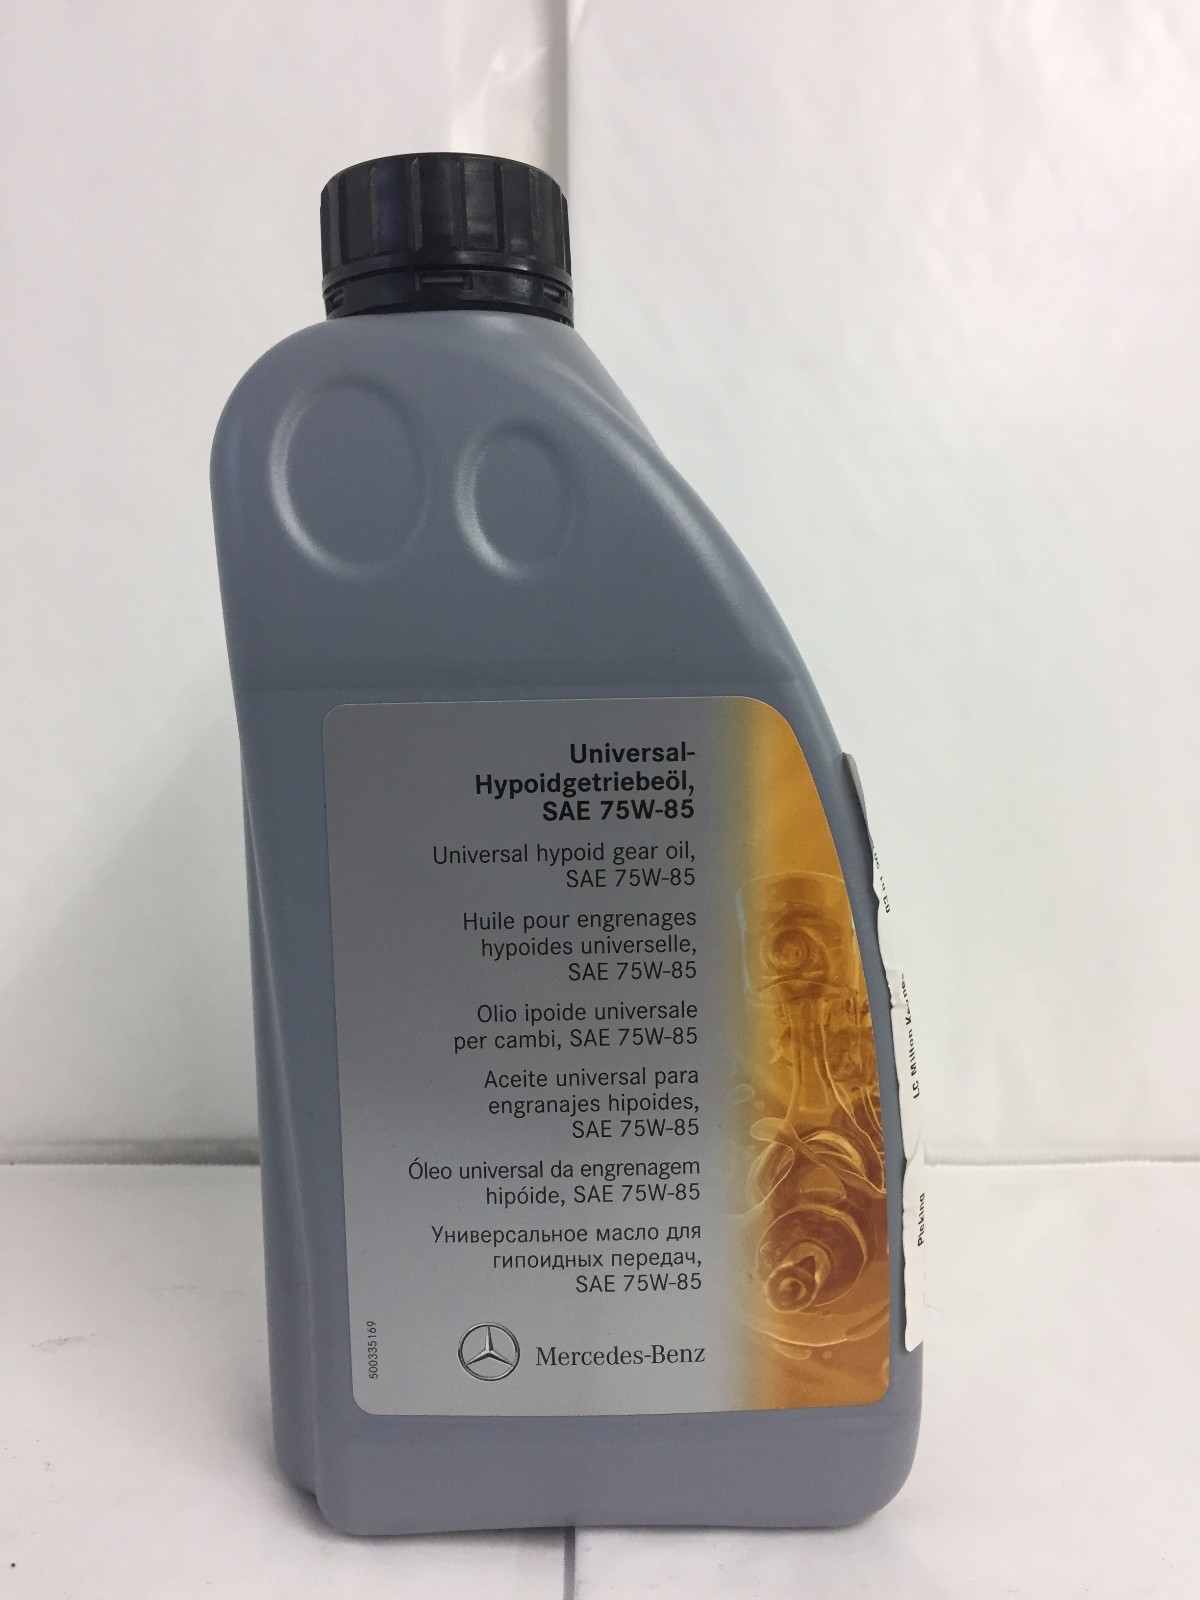 Universal-
Hypoidgetriebeöl,
SAE 75W-85
Universal hypoid gear oil,
SAE 75W-85
Huile pour engrenages
hypoides universelle,
SAE 75W-85
Olio ipoide universale
per cambi, SAE 75W-85
Aceite universal para
engranajes hipoides,
SAE 75W-85
Óleo universal da engrenagem
hipóide, SAE 75W-85
Универсальное масло для
гипоидных передач,
SAE 75W-85
500335169
Mercedes-Benz
LC Milton
Picking